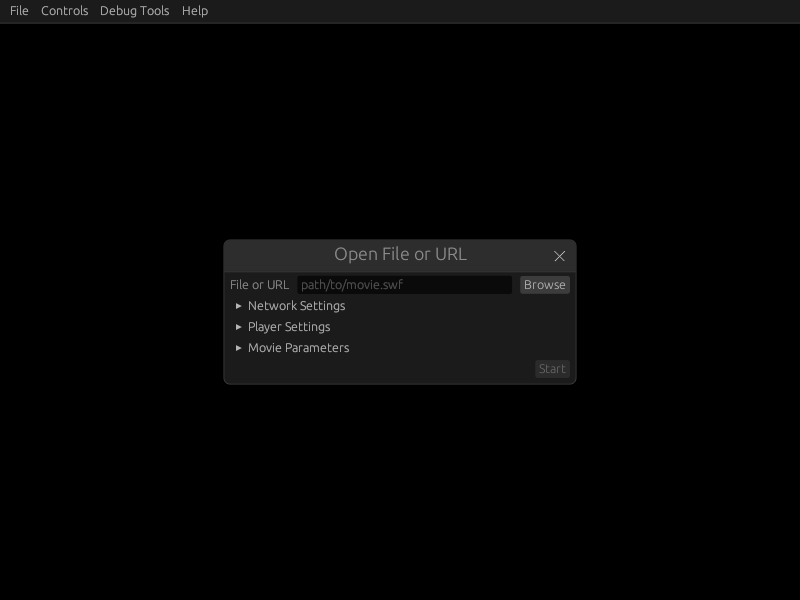 File Controls Debug Tools Help
Open File or URL
File or URL path/to/movie.swf Browse
Network Settings
Player Settings
Movie Parameters
Start